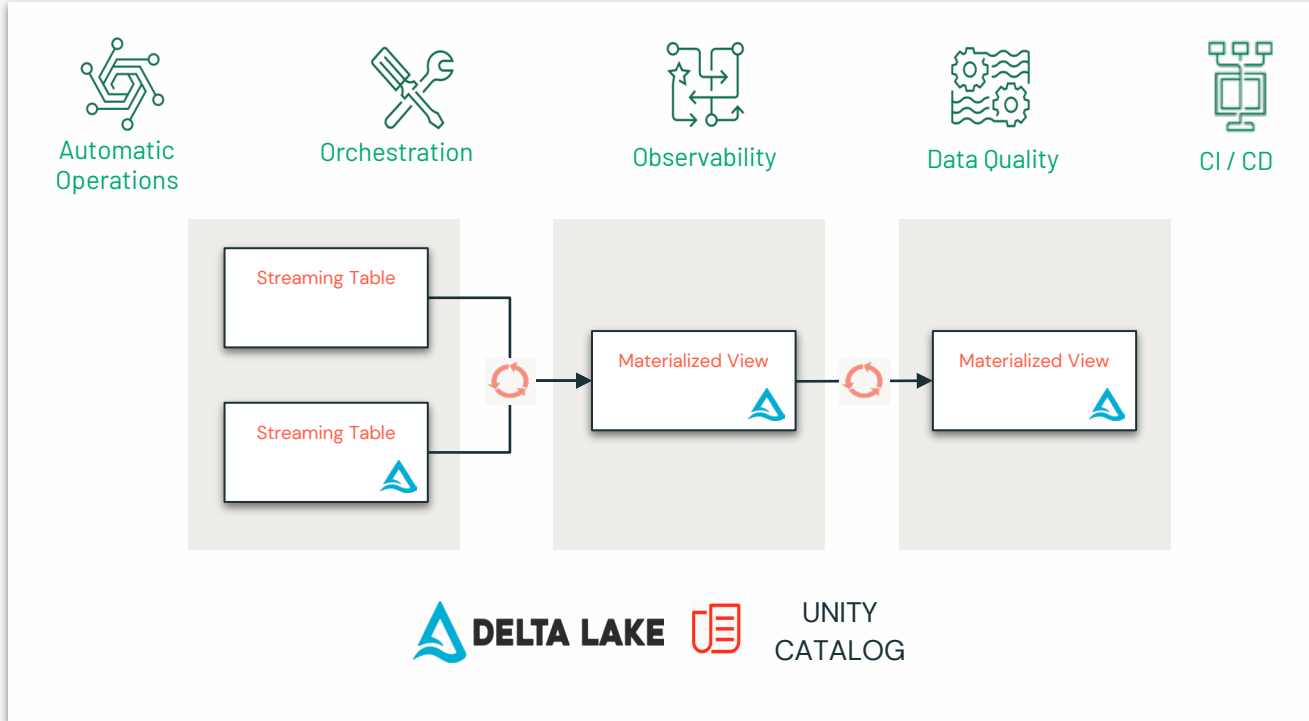 Automatic
Operations
Orchestration
Observability
Data Quality
CI / CD
Streaming Table
Streaming Table
Materialized View
Materialized View
DELTA LAKE
UNITY
CATALOG